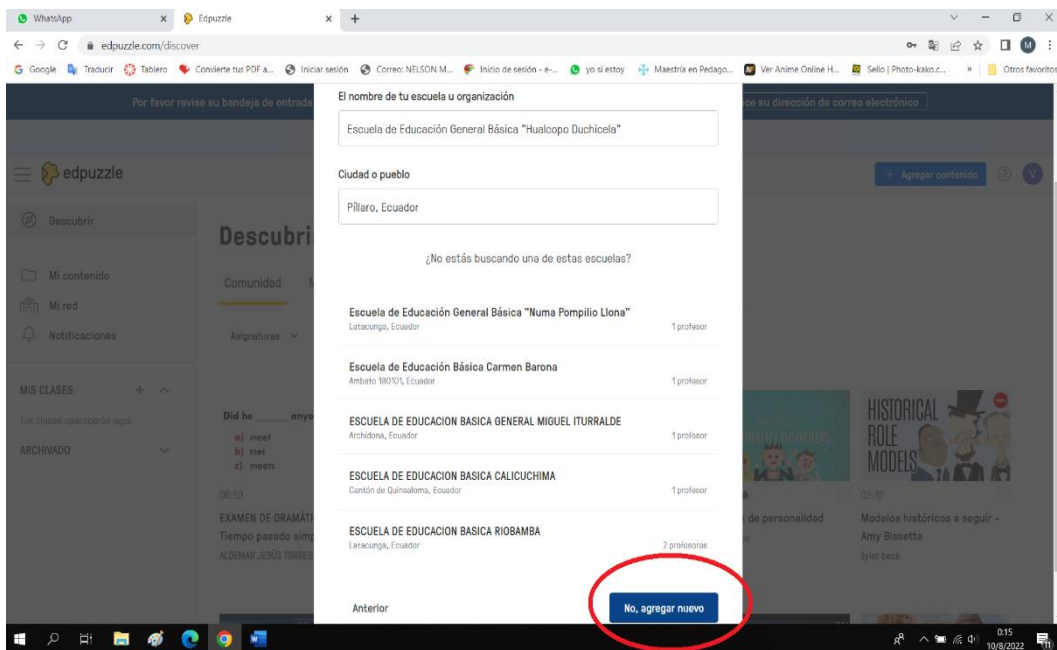 WhatsApp
Edpuzzle
edpuzzle.com/discover
M
Google
Traducir
Tablero
Convierte tus PDF a...
Iniciar sesión
Correo: NELSON M...
Inicio de sesión - e-...
yo si estoy
Maestría en Pedago...
Ver Anime Online H...
Sello | Photo-kako.c...
»
Otros favoritos
Por favor revise su bandeja de entrada
ice su dirección de correo electrónico
edpuzzle
+ Agregar contenido
V
Descubrir
Mi contenido
Mi red
Notificaciones
MIS CLASES
Tus clases aparecerán aquí.
ARCHIVADO
Descubri
Comunidad
M
Asignaturas
Did he ______ anyo
a) meet
b) met
c) meets
06:59
EXAMEN DE GRAMÁTI
Tiempo pasado simp
ALDEMAR JESÚS TORRES
El nombre de tu escuela u organización
Escuela de Educación General Básica "Hualcopo Duchicela"
Ciudad o pueblo
Píllaro, Ecuador
¿No estás buscando una de estas escuelas?
Escuela de Educación General Básica "Numa Pompilio Llona"
Latacunga, Ecuador
1 profesor
Escuela de Educación Básica Carmen Barona
Ambato 180101, Ecuador
1 profesor
ESCUELA DE EDUCACION BASICA GENERAL MIGUEL ITURRALDE
Archidona, Ecuador
1 profesor
ESCUELA DE EDUCACION BASICA CALICUCHIMA
Cantón de Quinsaloma, Ecuador
1 profesor
ESCUELA DE EDUCACION BASICA RIOBAMBA
Latacunga, Ecuador
2 profesores
Anterior
No, agregar nuevo
NALITY DISORDERS
de personalidad
HISTORICAL
ROLE
MODELS
02:10
Modelos históricos a seguir –
Amy Bissetta
tyler beck
0:15
10/8/2022